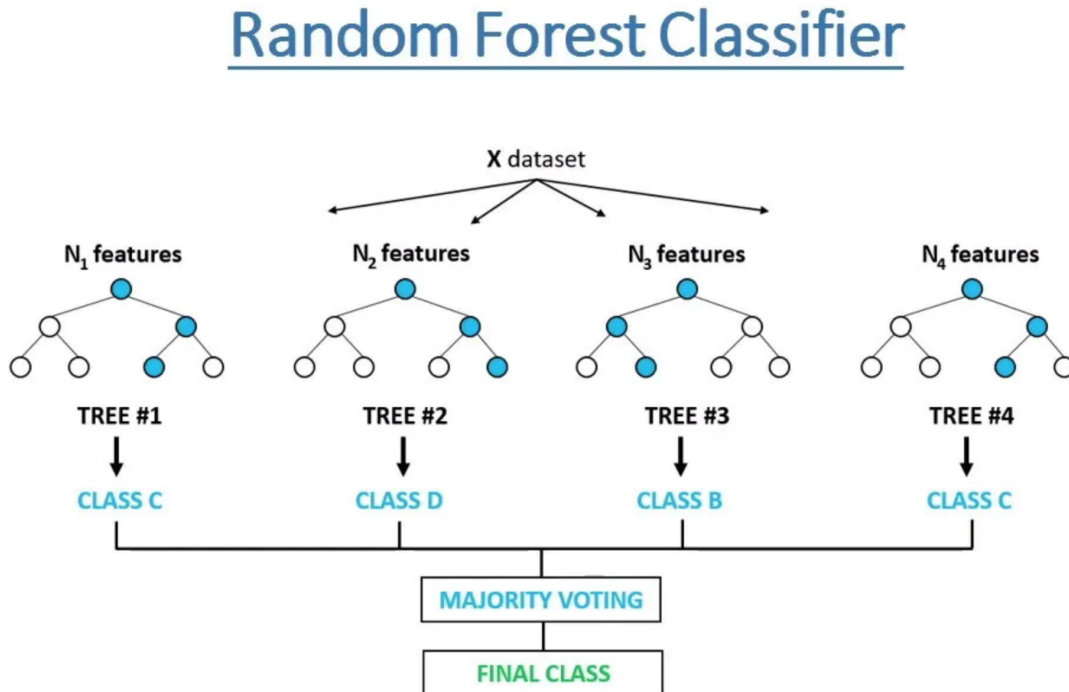 Random Forest Classifier
X dataset
N₁ features N₂ features N₃ features N₄ features
TREE #1 TREE #2 TREE #3 TREE #4
CLASS C CLASS D CLASS B CLASS C
MAJORITY VOTING
FINAL CLASS